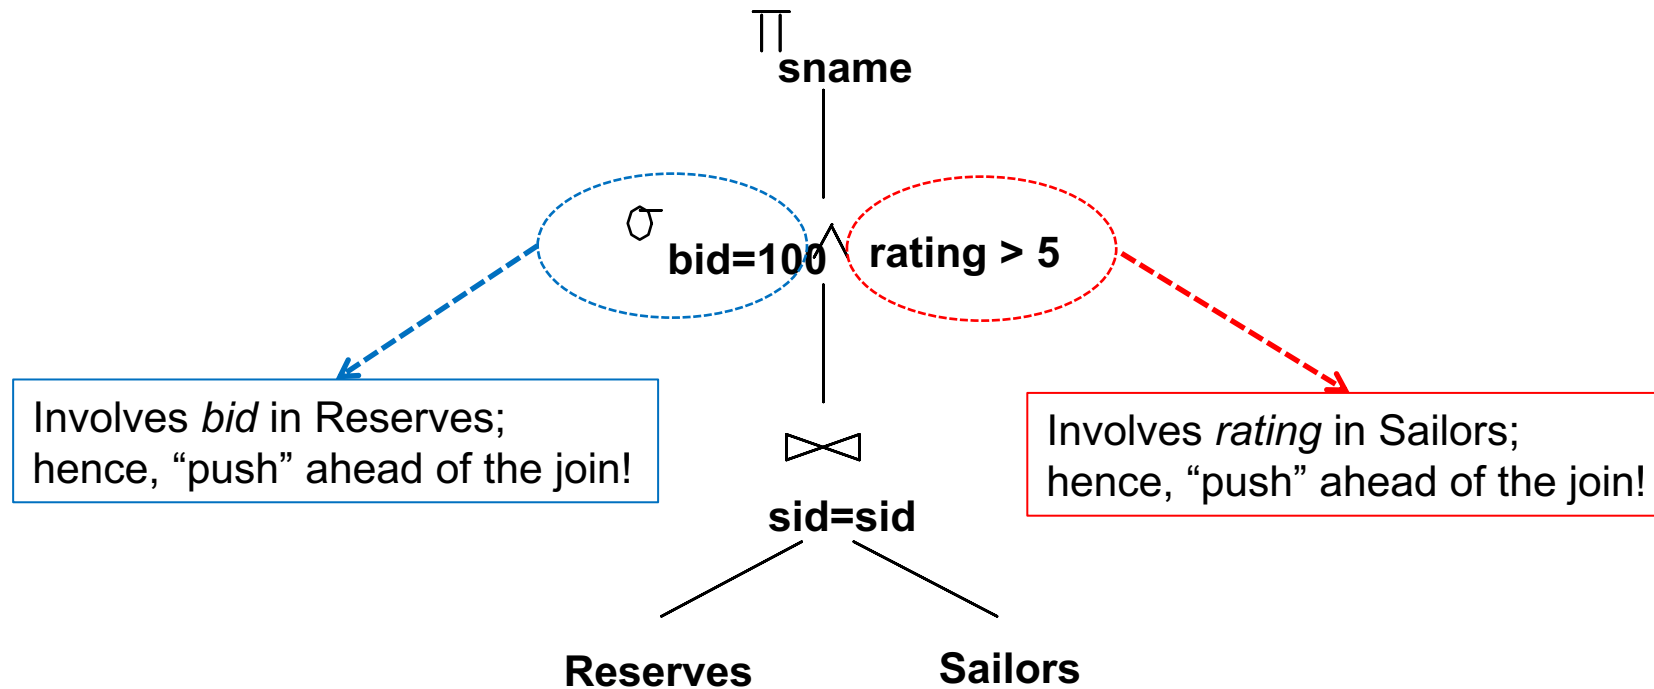 π
sname
σ bid=100 ∧ rating > 5
Involves bid in Reserves;
hence, “push” ahead of the join!
Involves rating in Sailors;
hence, “push” ahead of the join!
⋈
sid=sid
Reserves Sailors